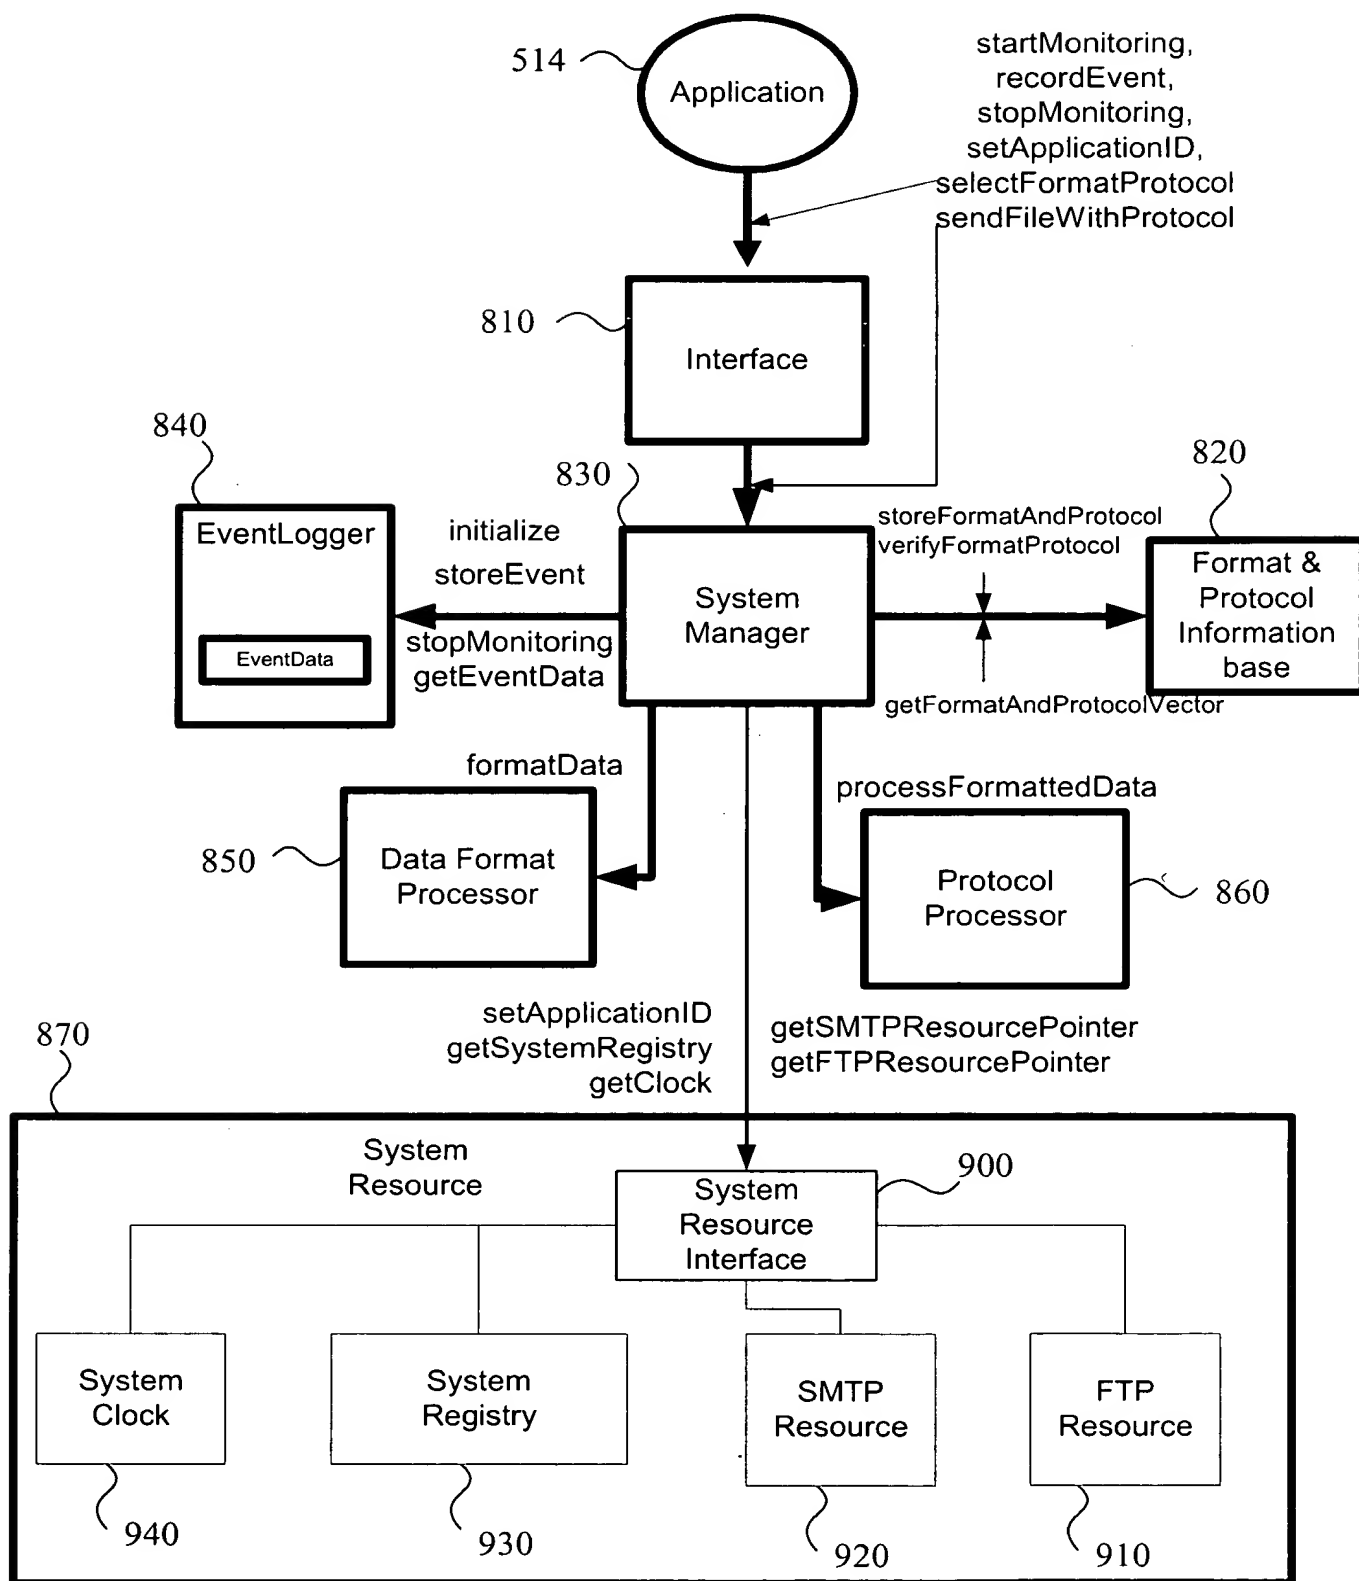 514
Application
startMonitoring,
recordEvent,
stopMonitoring,
setApplicationID,
selectFormatProtocol
sendFileWithProtocol
810
Interface
840
EventLogger
EventData
initialize
storeEvent
stopMonitoring
getEventData
830
System
Manager
storeFormatAndProtocol
verifyFormatProtocol
getFormatAndProtocolVector
820
Format &
Protocol
Information
base
formatData
850
Data Format
Processor
processFormattedData
Protocol
Processor
860
setApplicationID
getSystemRegistry
getClock
getSMTPResourcePointer
getFTPResourcePointer
870
System
Resource
System
Resource
Interface
900
System
Clock
940
System
Registry
930
SMTP
Resource
920
FTP
Resource
910